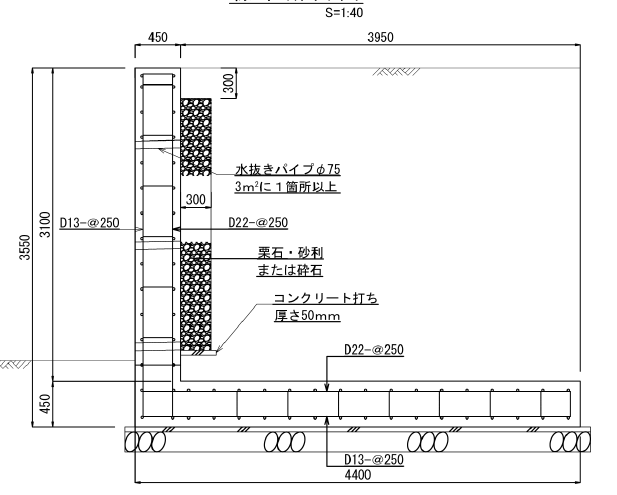 S=1:40
450
3950
300
水抜きパイプφ75
3m²に1箇所以上
300
D13-@250
D22-@250
3550
3100
栗石・砂利
または砕石
コンクリート打ち
厚さ50mm
D22-@250
450
D13-@250
4400